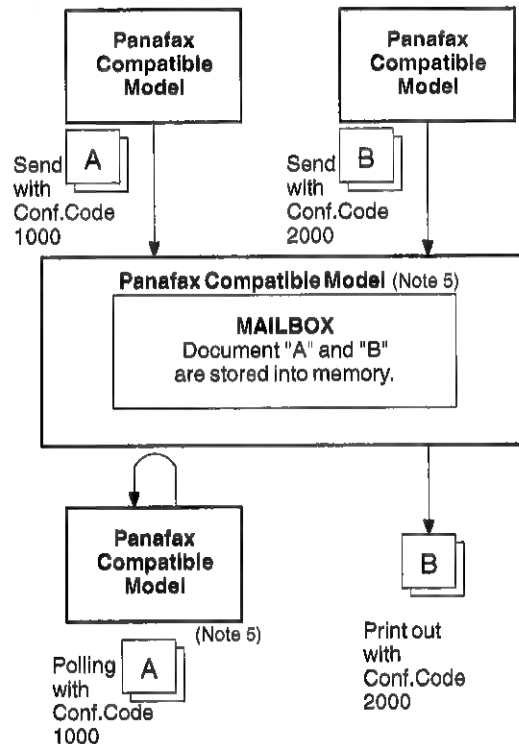 Panafax
Compatible
Model
Panafax
Compatible
Model
A
Send
with
Conf.Code
1000
B
Send
with
Conf.Code
2000
Panafax Compatible Model (Note 5)
MAILBOX
Document "A" and "B"
are stored into memory.
Panafax
Compatible
Model
(Note 5)
Polling
with
Conf.Code
1000
A
B
Print out
with
Conf.Code
2000